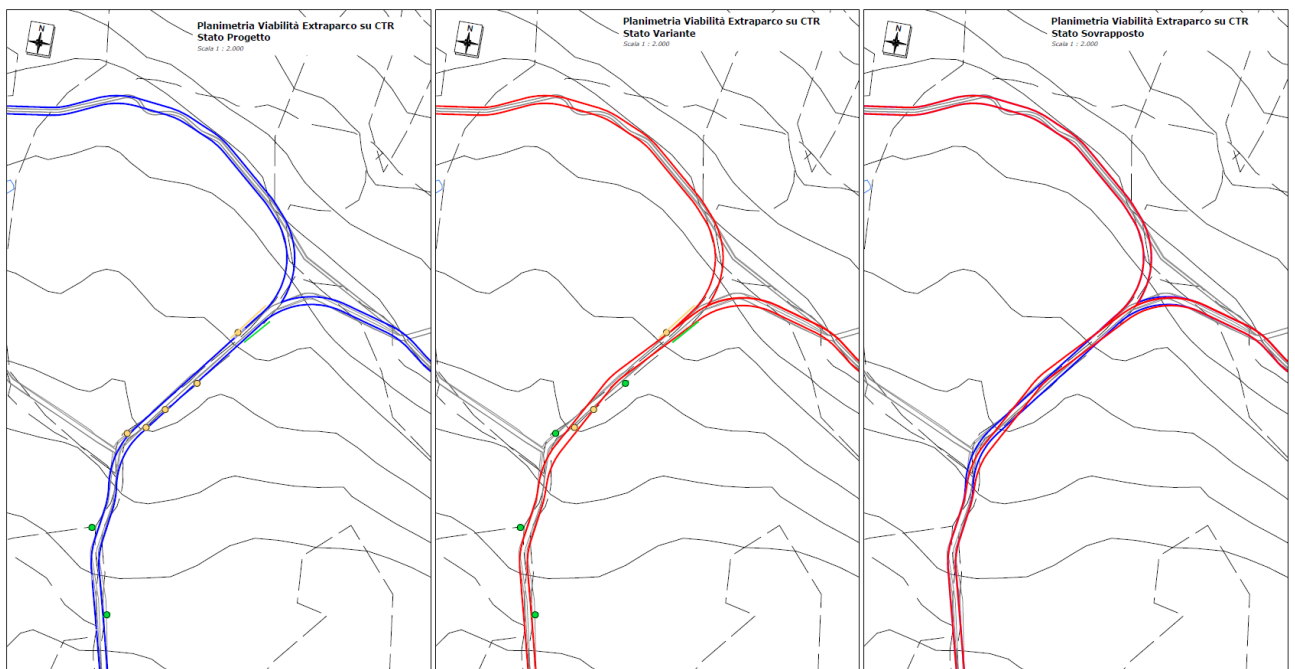 N
Planimetria Viabilità Extraparco su CTR
Stato Progetto
Scala 1 : 2.000
N
Planimetria Viabilità Extraparco su CTR
Stato Variante
Scala 1 : 2.000
N
Planimetria Viabilità Extraparco su CTR
Stato Sovrapposto
Scala 1 : 2.000